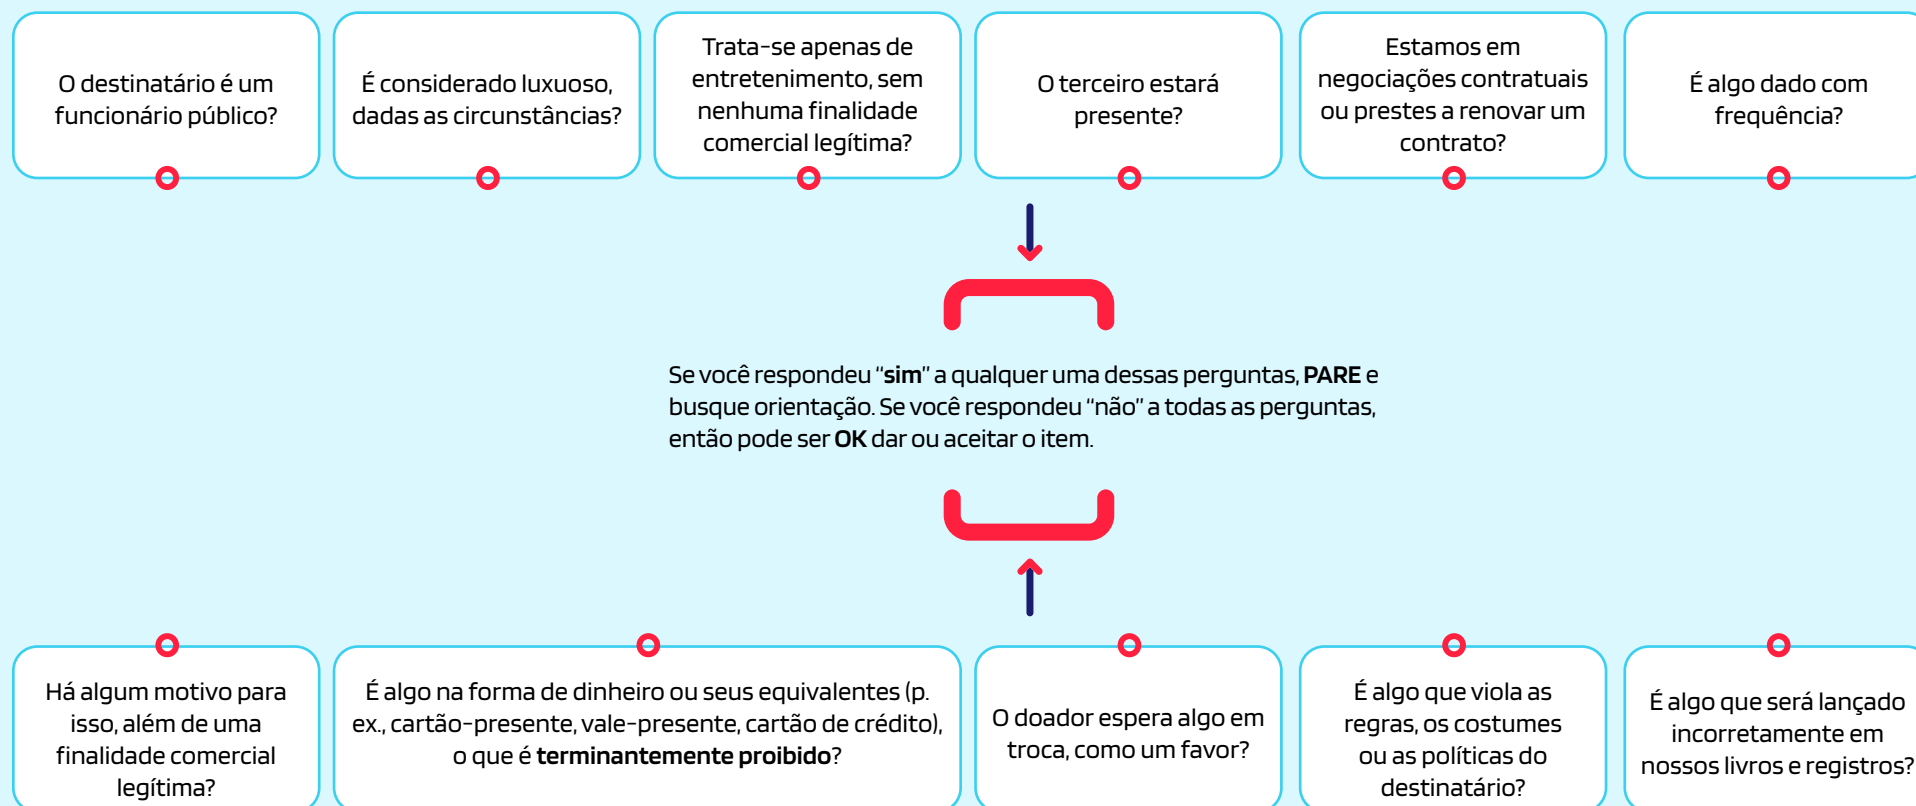 O destinatário é um
funcionário público?
É considerado luxuoso,
dadas as circunstâncias?
Trata-se apenas de
entretenimento, sem
nenhuma finalidade
comercial legítima?
O terceiro estará
presente?
Estamos em
negociações contratuais
ou prestes a renovar um
contrato?
É algo dado com
frequência?
Se você respondeu “sim” a qualquer uma dessas perguntas, PARE e
busque orientação. Se você respondeu “não” a todas as perguntas,
então pode ser OK dar ou aceitar o item.
Há algum motivo para
isso, além de uma
finalidade comercial
legítima?
É algo na forma de dinheiro ou seus equivalentes (p.
ex., cartão-presente, vale-presente, cartão de crédito),
o que é terminantemente proibido?
O doador espera algo em
troca, como um favor?
É algo que viola as
regras, os costumes
ou as políticas do
destinatário?
É algo que será lançado
incorretamente em
nossos livros e registros?